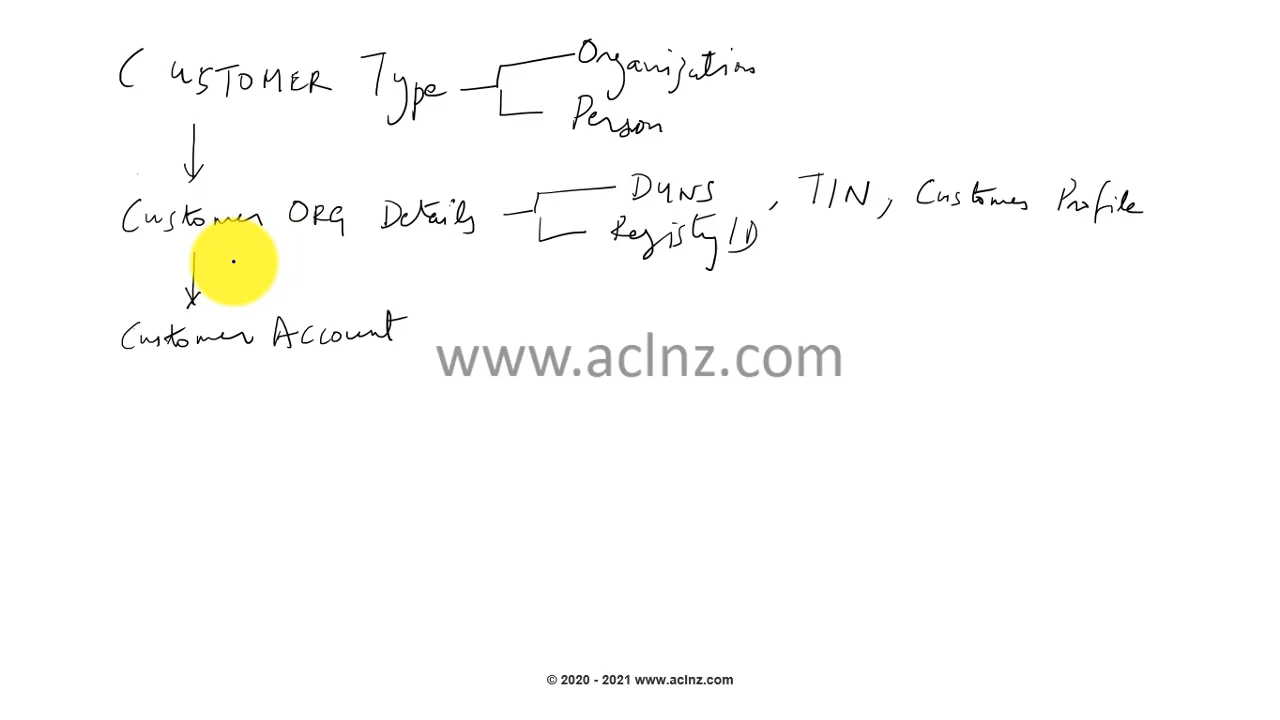 CUSTOMER Type Organization
Person
Customer ORG Details DUNS , TIN, Customer Profile
Registry ID
Customer Account
www.aclnz.com
© 2020 - 2021 www.aclnz.com